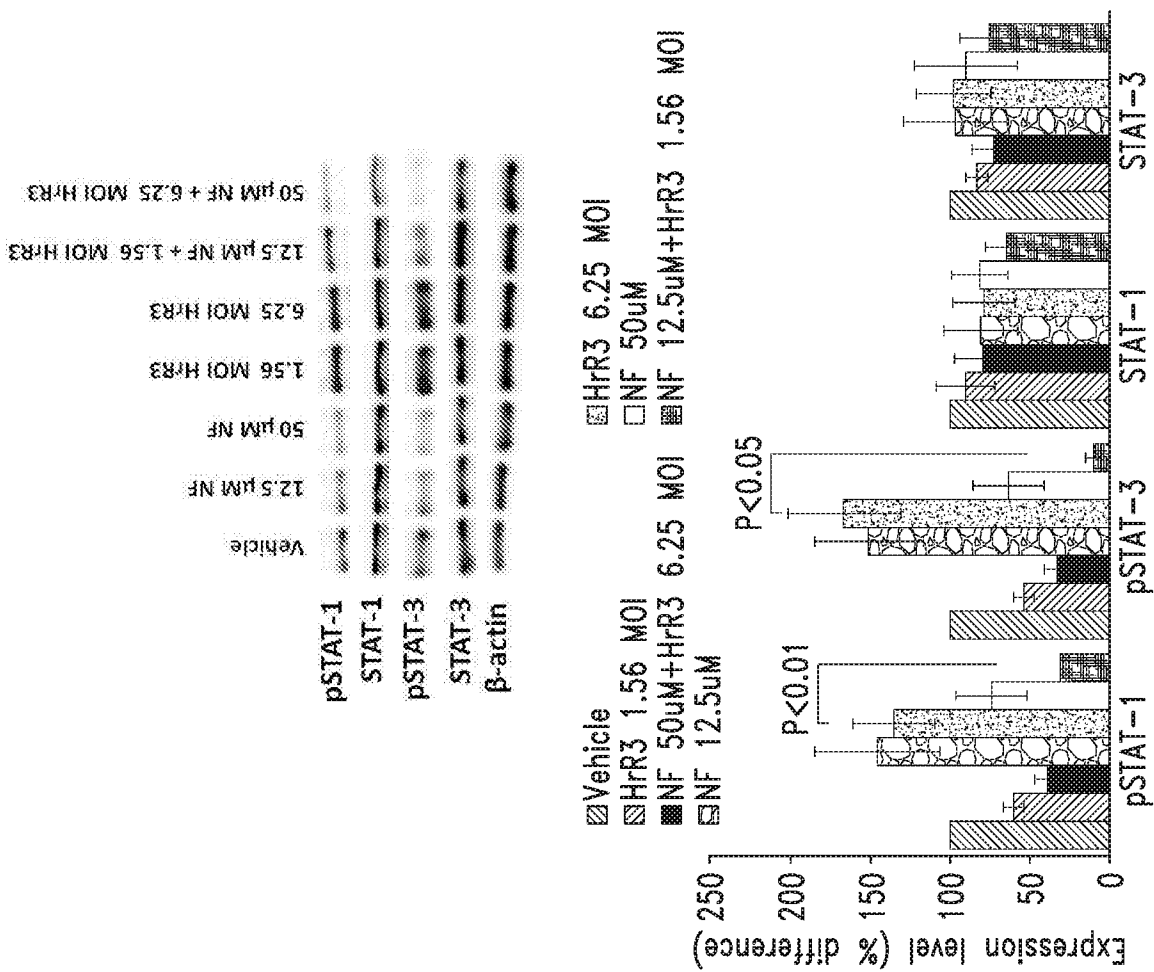 Vehicle
12.5 µM NF
50 µM NF
1.56 MOI HrR3
6.25 MOI HrR3
12.5 µM NF + 1.56 MOI HrR3
50 µM NF + 6.25 MOI HrR3
pSTAT-1
STAT-1
pSTAT-3
STAT-3
β-actin
Vehicle
HrR3 1.56 MOI
NF 50uM+HrR3 6.25 MOI
NF 12.5uM
HrR3 6.25 MOI
NF 50uM
NF 12.5uM+HrR3 1.56 MOI
Expression level (% difference)
250
200
150
100
50
0
P<0.01
P<0.05
pSTAT-1
pSTAT-3
STAT-1
STAT-3